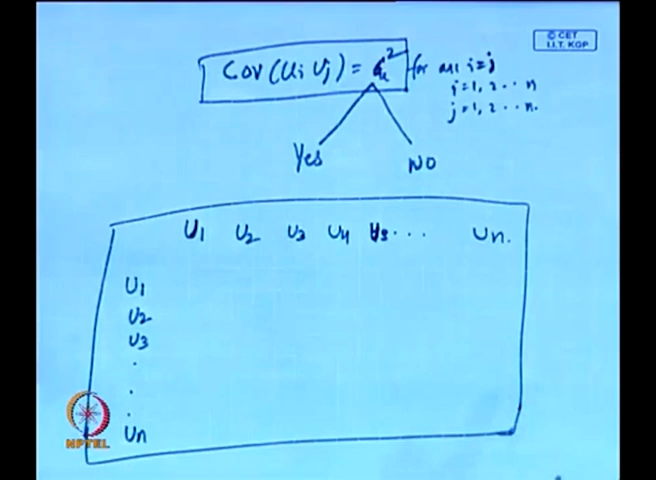 © CET
I.I.T. KGP
Cov (Ui Uj) = σu² for all i=j
i=1, 2 ... n
j=1, 2 ... n.
Yes NO
U1 U2 U3 U4 U5 ... Un.
U1
U2
U3
.
.
.
Un
NPTEL